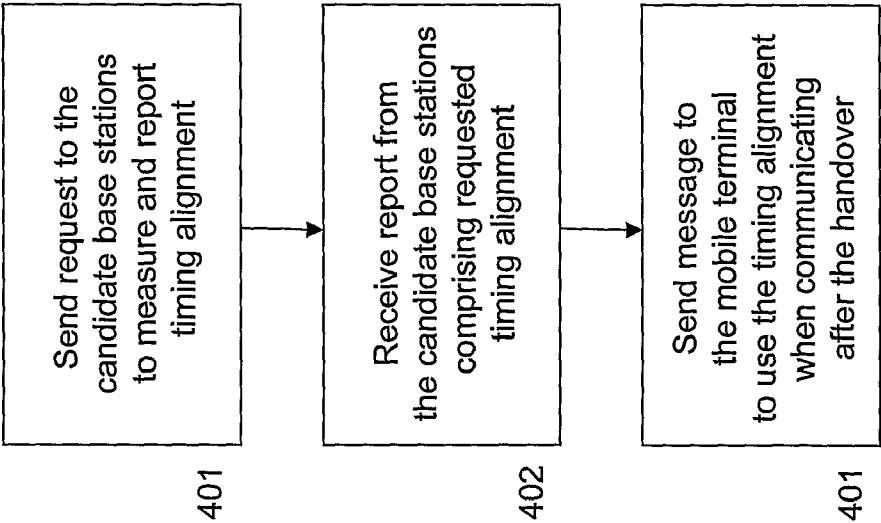 Send request to the
candidate base stations
to measure and report
timing alignment
401
Receive report from
the candidate base stations
comprising requested
timing alignment
402
Send message to
the mobile terminal
to use the timing alignment
when communicating
after the handover
401